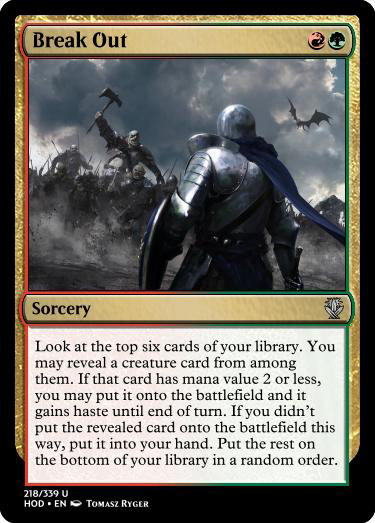 Break Out
Sorcery
Look at the top six cards of your library. You
may reveal a creature card from among
them. If that card has mana value 2 or less,
you may put it onto the battlefield and it
gains haste until end of turn. If you didn't
put the revealed card onto the battlefield this
way, put it into your hand. Put the rest on
the bottom of your library in a random order.
218/339 U
HOD • EN Tomasz Ryger